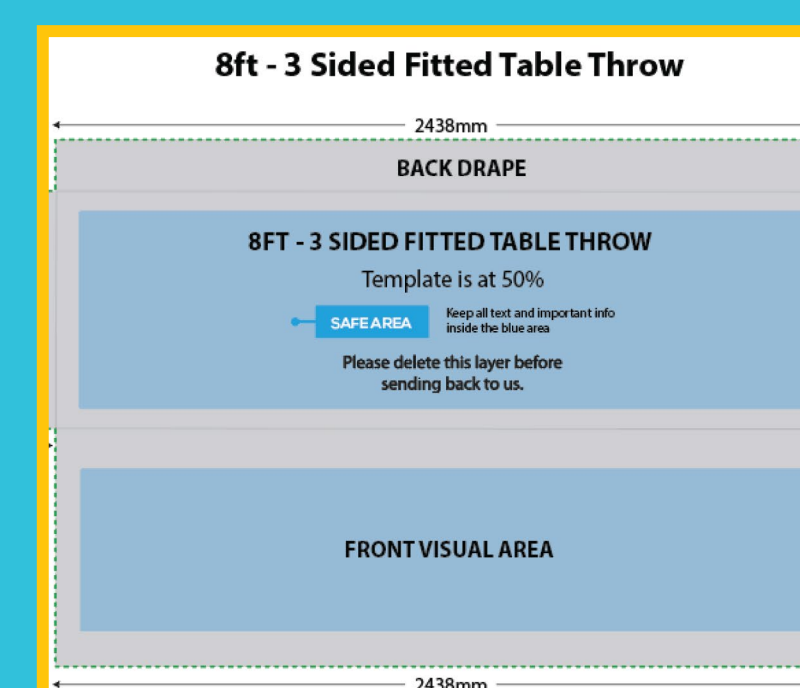 8ft - 3 Sided Fitted Table Throw
2438mm
BACK DRAPE
8FT - 3 SIDED FITTED TABLE THROW
Template is at 50%
SAFE AREA
Keep all text and important info
inside the blue area
Please delete this layer before
sending back to us.
FRONT VISUAL AREA
2438mm